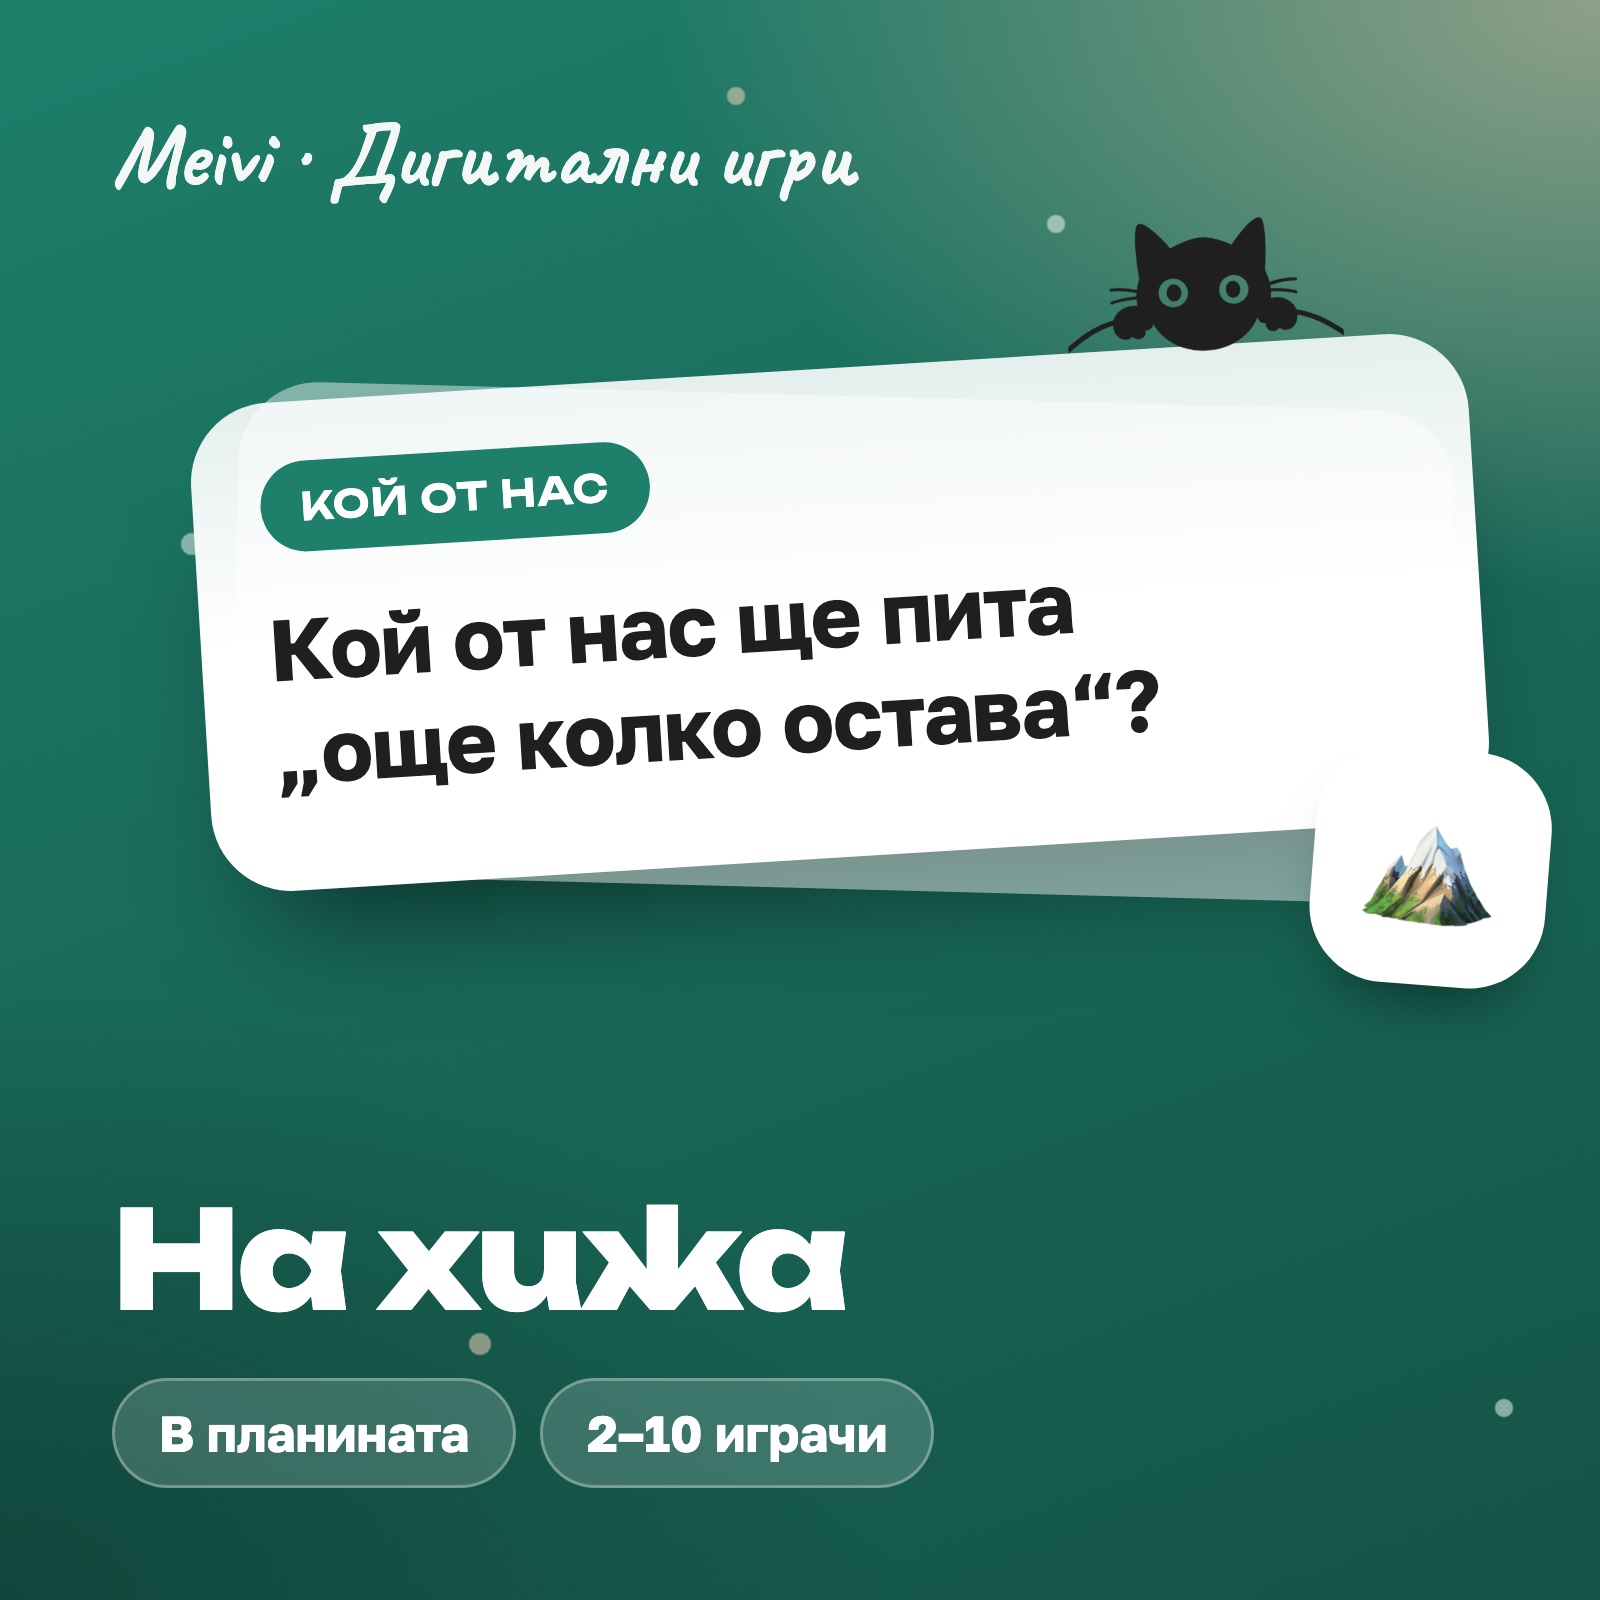 Meivi · Дигитални игри
КОЙ ОТ НАС
Кой от нас ще пита
„още колко остава“?
На хижа
В планината
2–10 играчи